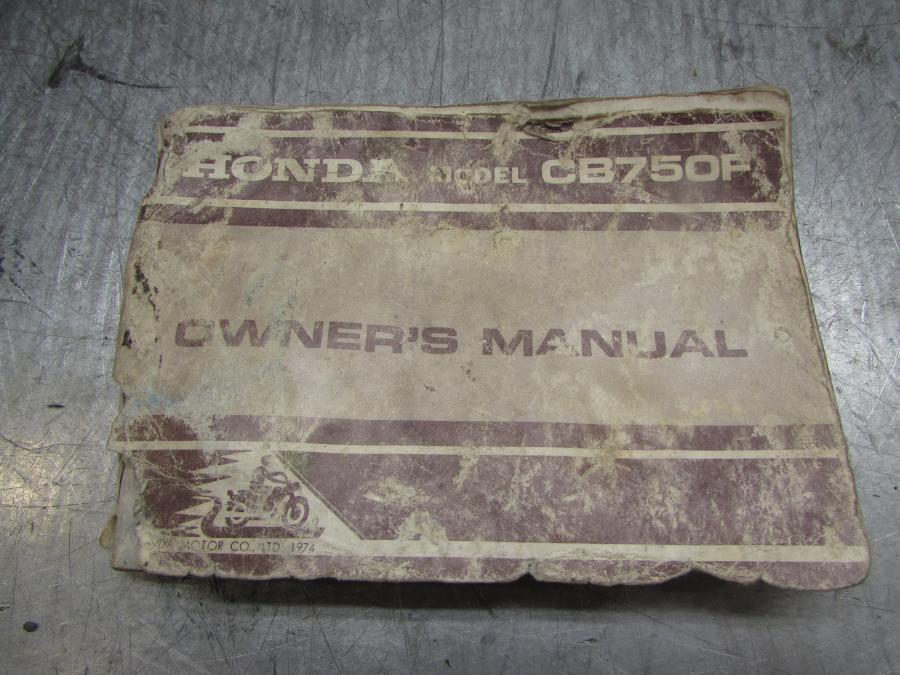 HONDA MODEL CB750F
OWNER'S MANUAL
MOTOR CO., LTD. 1974